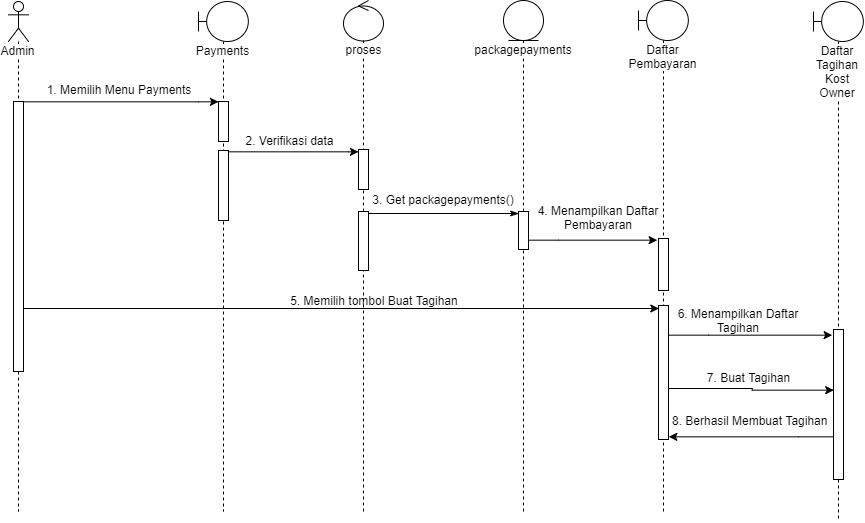 Admin
Payments
proses
packagepayments
Daftar
Pembayaran
Daftar
Tagihan
Kost
Owner
1. Memilih Menu Payments
2. Verifikasi data
3. Get packagepayments()
4. Menampilkan Daftar
Pembayaran
5. Memilih tombol Buat Tagihan
6. Menampilkan Daftar
Tagihan
7. Buat Tagihan
8. Berhasil Membuat Tagihan